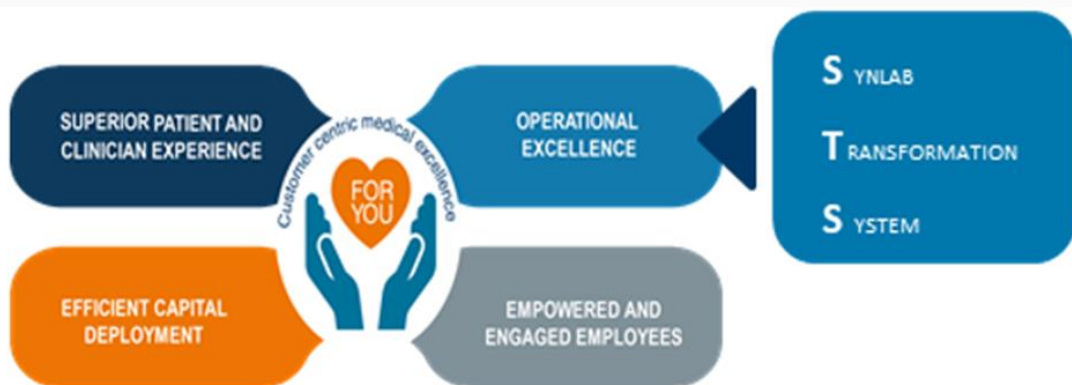 SUPERIOR PATIENT AND
CLINICIAN EXPERIENCE
Customer centric medical excellence
FOR
YOU
OPERATIONAL
EXCELLENCE
EFFICIENT CAPITAL
DEPLOYMENT
EMPOWERED AND
ENGAGED EMPLOYEES
S YNLAB
TRANSFORMATION
S YSTEM